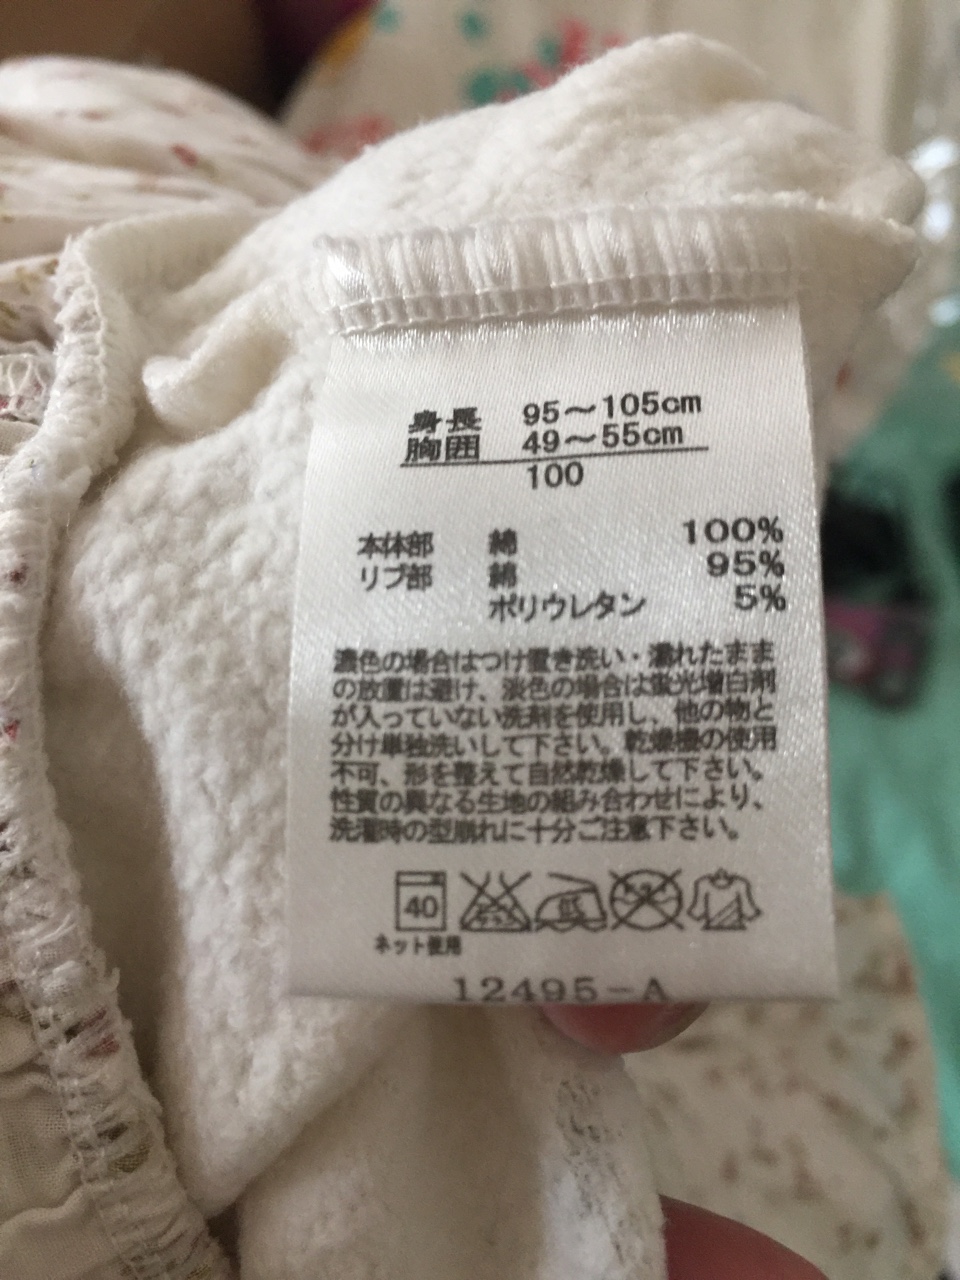 身長 95～105cm
胸囲 49～55cm
100
本体部 綿 100%
リブ部 綿 95%
ポリウレタン 5%
濃色の場合はつけ置き洗い・濡れたまま
の放置は避け、淡色の場合は蛍光増白剤
が入っていない洗剤を使用し、他の物と
分け単独洗いして下さい。乾燥機の使用
不可、形を整えて自然乾燥して下さい。
性質の異なる生地の組み合わせにより、
洗濯時の型崩れに十分ご注意下さい。
40 低
ネット使用
12495-A